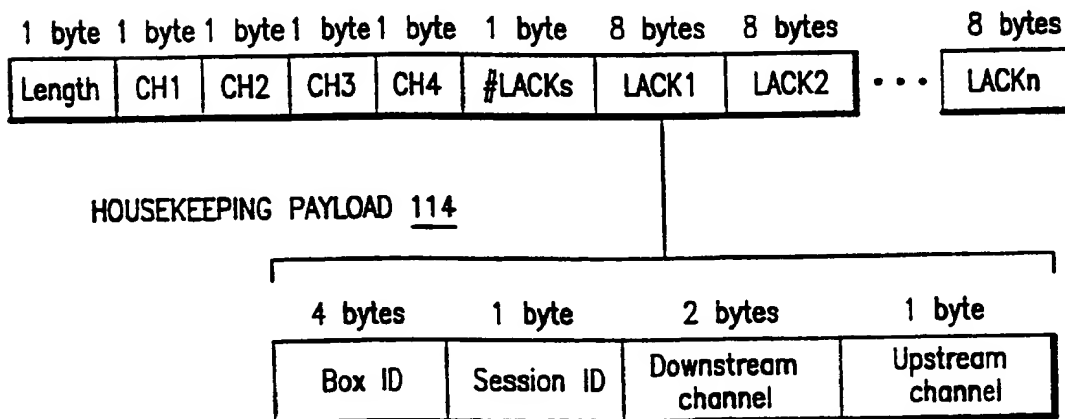 1 byte 1 byte 1 byte 1 byte 1 byte 1 byte 8 bytes 8 bytes 8 bytes
Length CH1 CH2 CH3 CH4 #LACKs LACK1 LACK2 • • • LACKn
HOUSEKEEPING PAYLOAD 114
4 bytes 1 byte 2 bytes 1 byte
Box ID Session ID Downstream channel Upstream channel